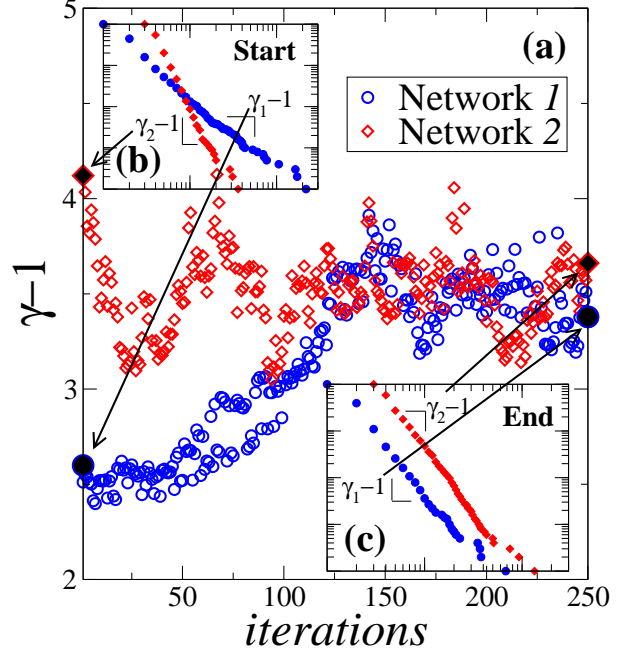 5
Start
(a)
Network 1
γ₁−1
Network 2
γ₂−1
(b)
4
γ−1
3
γ₂−1
End
γ₁−1
(c)
2
50 100 150 200 250
iterations